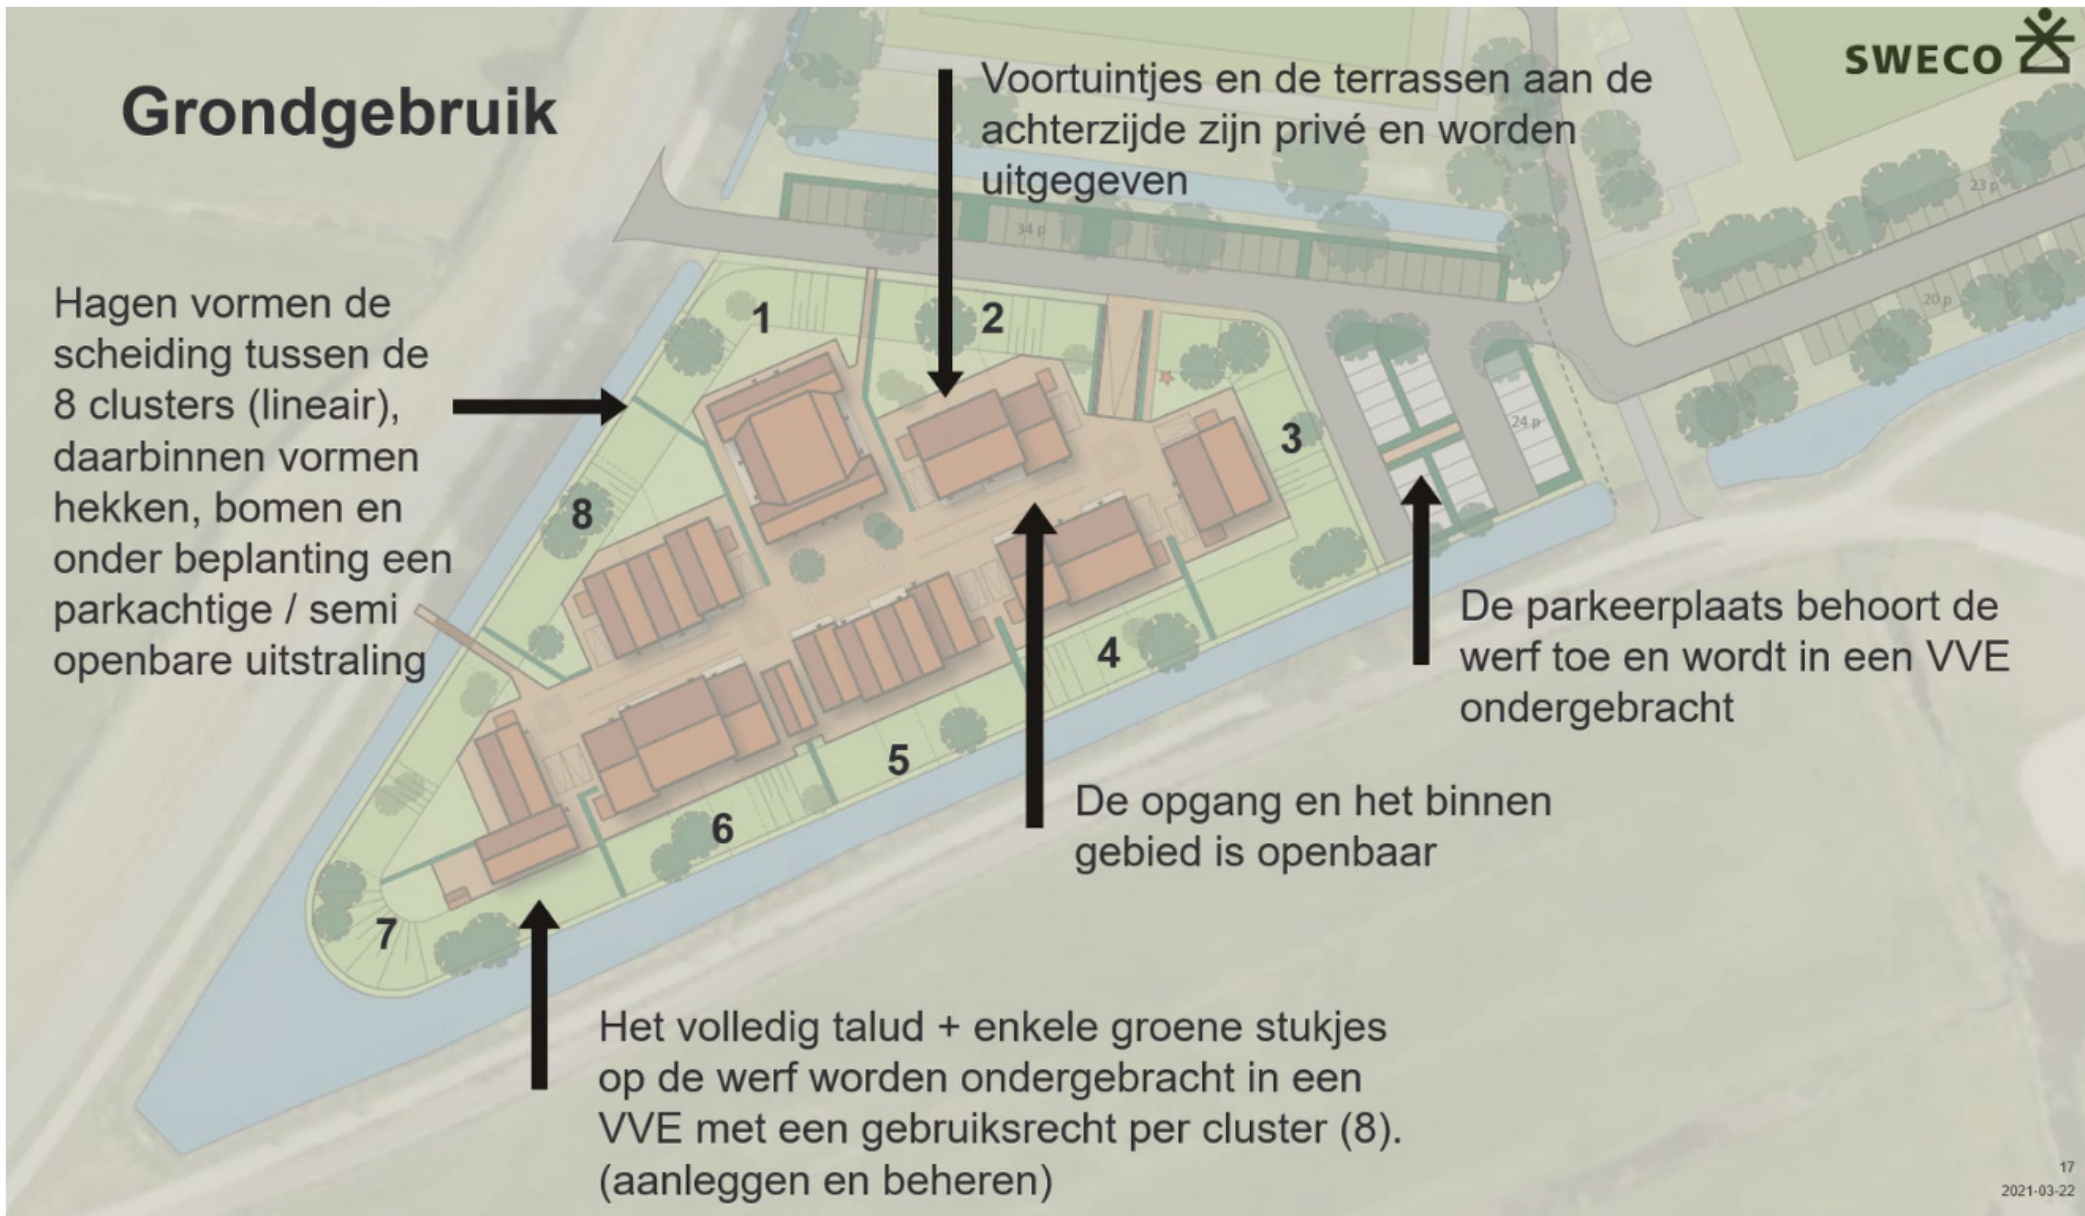 Grondgebruik
SWECO
Voortuintjes en de terrassen aan de
achterzijde zijn privé en worden
uitgegeven
Hagen vormen de
scheiding tussen de
8 clusters (lineair),
daarbinnen vormen
hekken, bomen en
onder beplanting een
parkachtige / semi
openbare uitstraling
34 p
23 p
20 p
24 p
1
2
3
4
5
6
7
8
De parkeerplaats behoort de
werf toe en wordt in een VVE
ondergebracht
De opgang en het binnen
gebied is openbaar
Het volledig talud + enkele groene stukjes
op de werf worden ondergebracht in een
VVE met een gebruiksrecht per cluster (8).
(aanleggen en beheren)
17
2021-03-22